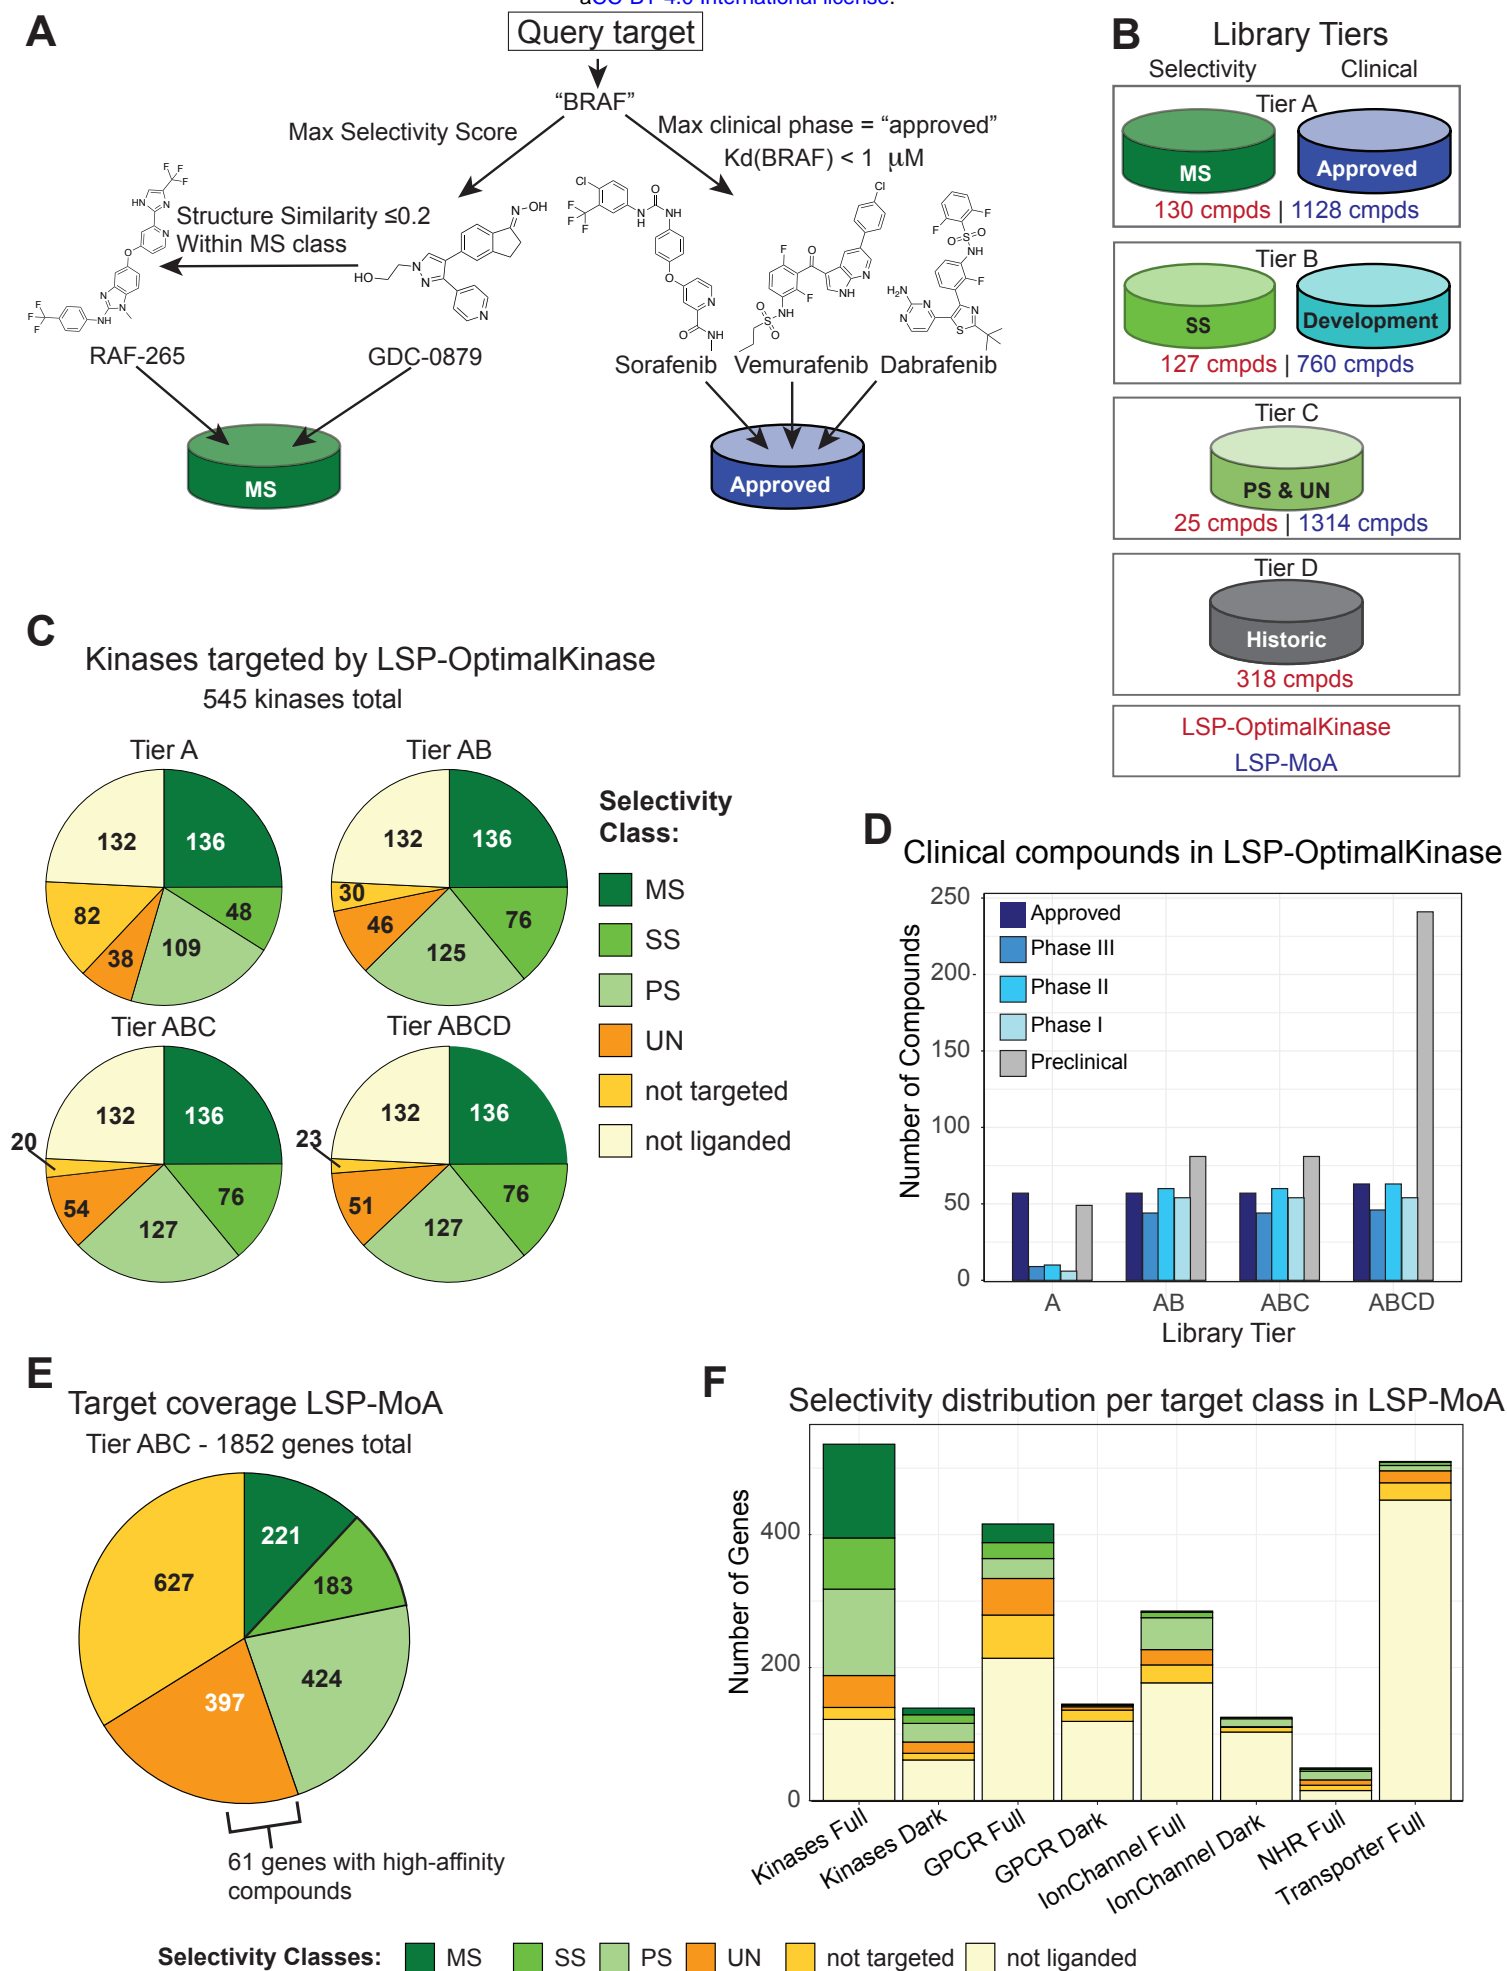 aCC-BY 4.0 International license.
A
Query target
"BRAF"
Max Selectivity Score
Max clinical phase = "approved"
Kd(BRAF) < 1 µM
Structure Similarity ≤0.2
Within MS class
RAF-265
GDC-0879
Sorafenib
Vemurafenib
Dabrafenib
MS
Approved
B
Library Tiers
Selectivity
Clinical
Tier A
MS
Approved
130 cmpds | 1128 cmpds
Tier B
SS
Development
127 cmpds | 760 cmpds
Tier C
PS & UN
25 cmpds | 1314 cmpds
Tier D
Historic
318 cmpds
LSP-OptimalKinase
LSP-MoA
C
Kinases targeted by LSP-OptimalKinase
545 kinases total
Tier A
132
136
82
48
38
109
Tier AB
132
136
30
76
46
125
Tier ABC
132
136
20
76
54
127
Tier ABCD
132
136
23
76
51
127
Selectivity
Class:
MS
SS
PS
UN
not targeted
not liganded
D
Clinical compounds in LSP-OptimalKinase
Number of Compounds
250
200
150
100
50
0
Approved
Phase III
Phase II
Phase I
Preclinical
A
AB
ABC
ABCD
Library Tier
E
Target coverage LSP-MoA
Tier ABC - 1852 genes total
221
627
183
424
397
61 genes with high-affinity
compounds
F
Selectivity distribution per target class in LSP-MoA
Number of Genes
400
200
0
Kinases Full
Kinases Dark
GPCR Full
GPCR Dark
IonChannel Full
IonChannel Dark
NHR Full
Transporter Full
Selectivity Classes:
MS
SS
PS
UN
not targeted
not liganded